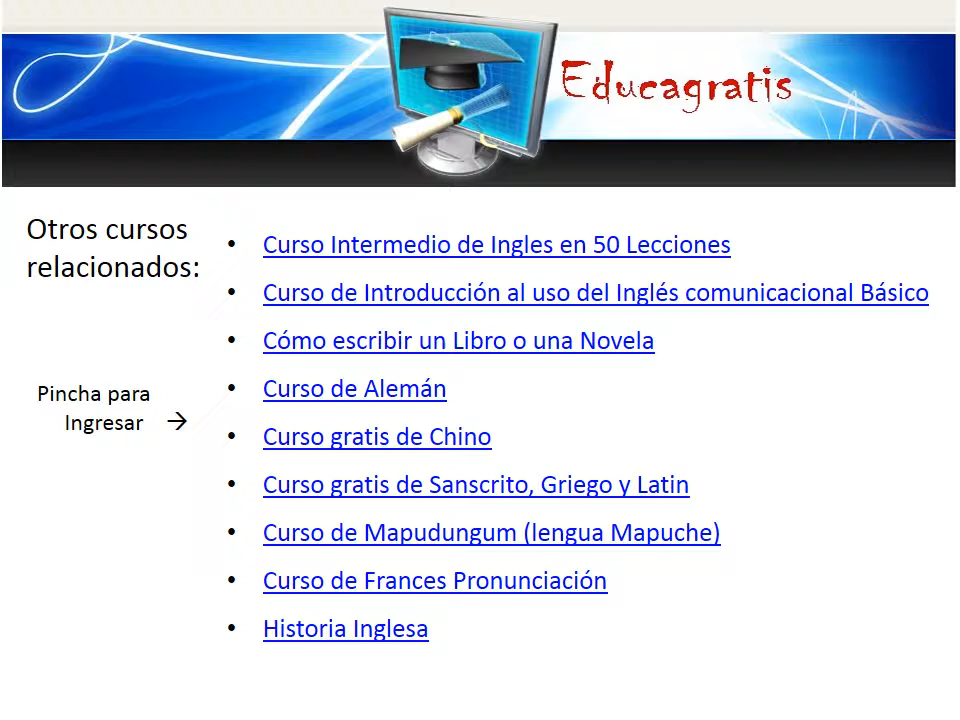 Educagratis
Otros cursos
relacionados:
Pincha para
Ingresar →
• Curso Intermedio de Ingles en 50 Lecciones
• Curso de Introducción al uso del Inglés comunicacional Básico
• Cómo escribir un Libro o una Novela
• Curso de Alemán
• Curso gratis de Chino
• Curso gratis de Sanscrito, Griego y Latin
• Curso de Mapudungum (lengua Mapuche)
• Curso de Frances Pronunciación
• Historia Inglesa